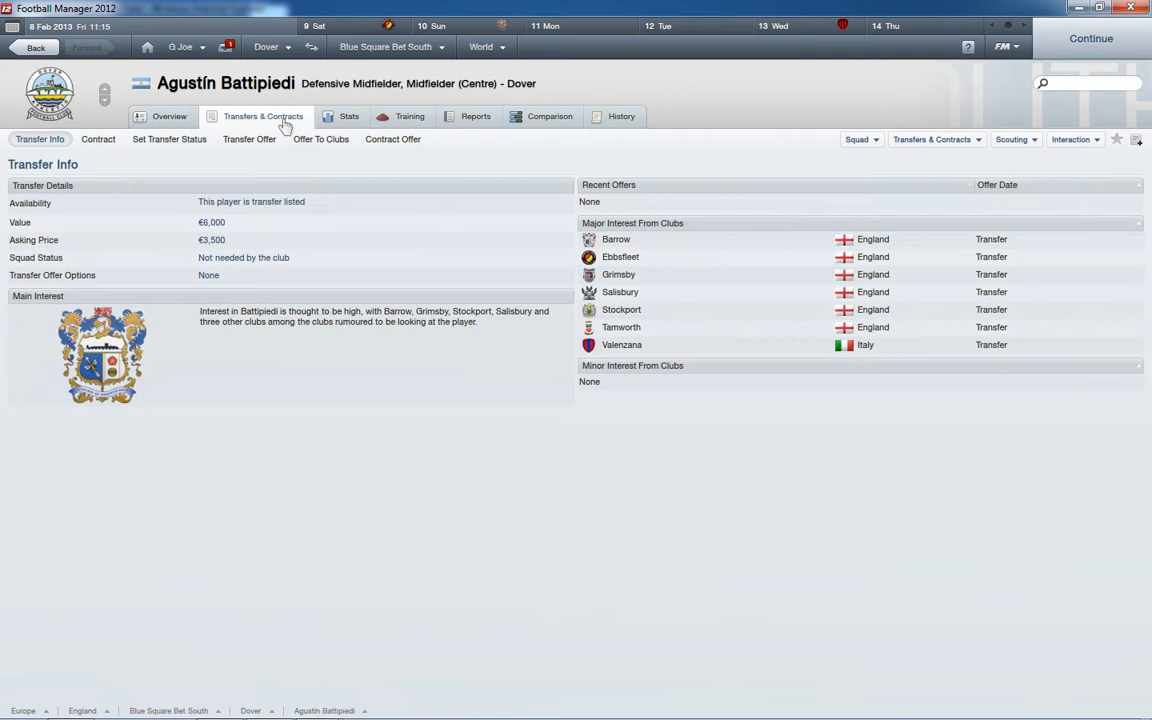 Football Manager 2012
8 Feb 2013 Fri 11:15 9 Sat 10 Sun 11 Mon 12 Tue 13 Wed 14 Thu
Back Forward G Joe 1 Dover Blue Square Bet South World ? FM Continue
Agustín Battipiedi Defensive Midfielder, Midfielder (Centre) - Dover
Overview Transfers & Contracts Stats Training Reports Comparison History
Transfer Info Contract Set Transfer Status Transfer Offer Offer To Clubs Contract Offer Squad Transfers & Contracts Scouting Interaction
Transfer Info
Transfer Details
Availability This player is transfer listed
Value €6,000
Asking Price €3,500
Squad Status Not needed by the club
Transfer Offer Options None
Main Interest
Interest in Battipiedi is thought to be high, with Barrow, Grimsby, Stockport, Salisbury and
three other clubs among the clubs rumoured to be looking at the player.
Recent Offers Offer Date
None
Major Interest From Clubs
Barrow England Transfer
Ebbsfleet England Transfer
Grimsby England Transfer
Salisbury England Transfer
Stockport England Transfer
Tamworth England Transfer
Valenzana Italy Transfer
Minor Interest From Clubs
None
Europe England Blue Square Bet South Dover Agustín Battipiedi